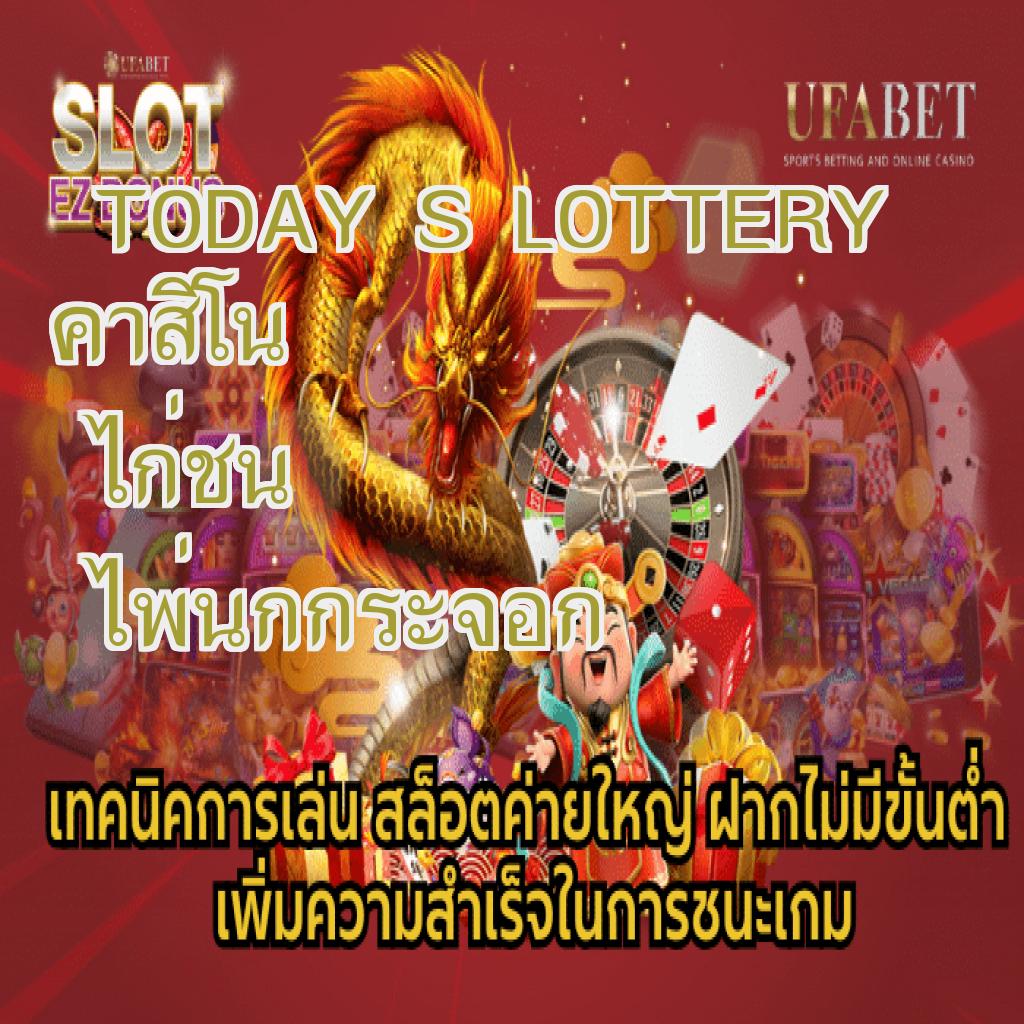 UFABET
SLOT
EZ BONUS
UFABET
SPORTS BETTING AND ONLINE CASINO
TODAY S LOTTERY
คาสิโน
ไก่ชน
ไพ่นกกระจอก
เทคนิคการเล่น สล็อตค่ายใหญ่ ฝากไม่มีขั้นต่ำ
เพิ่มความสำเร็จในการชนะเกม